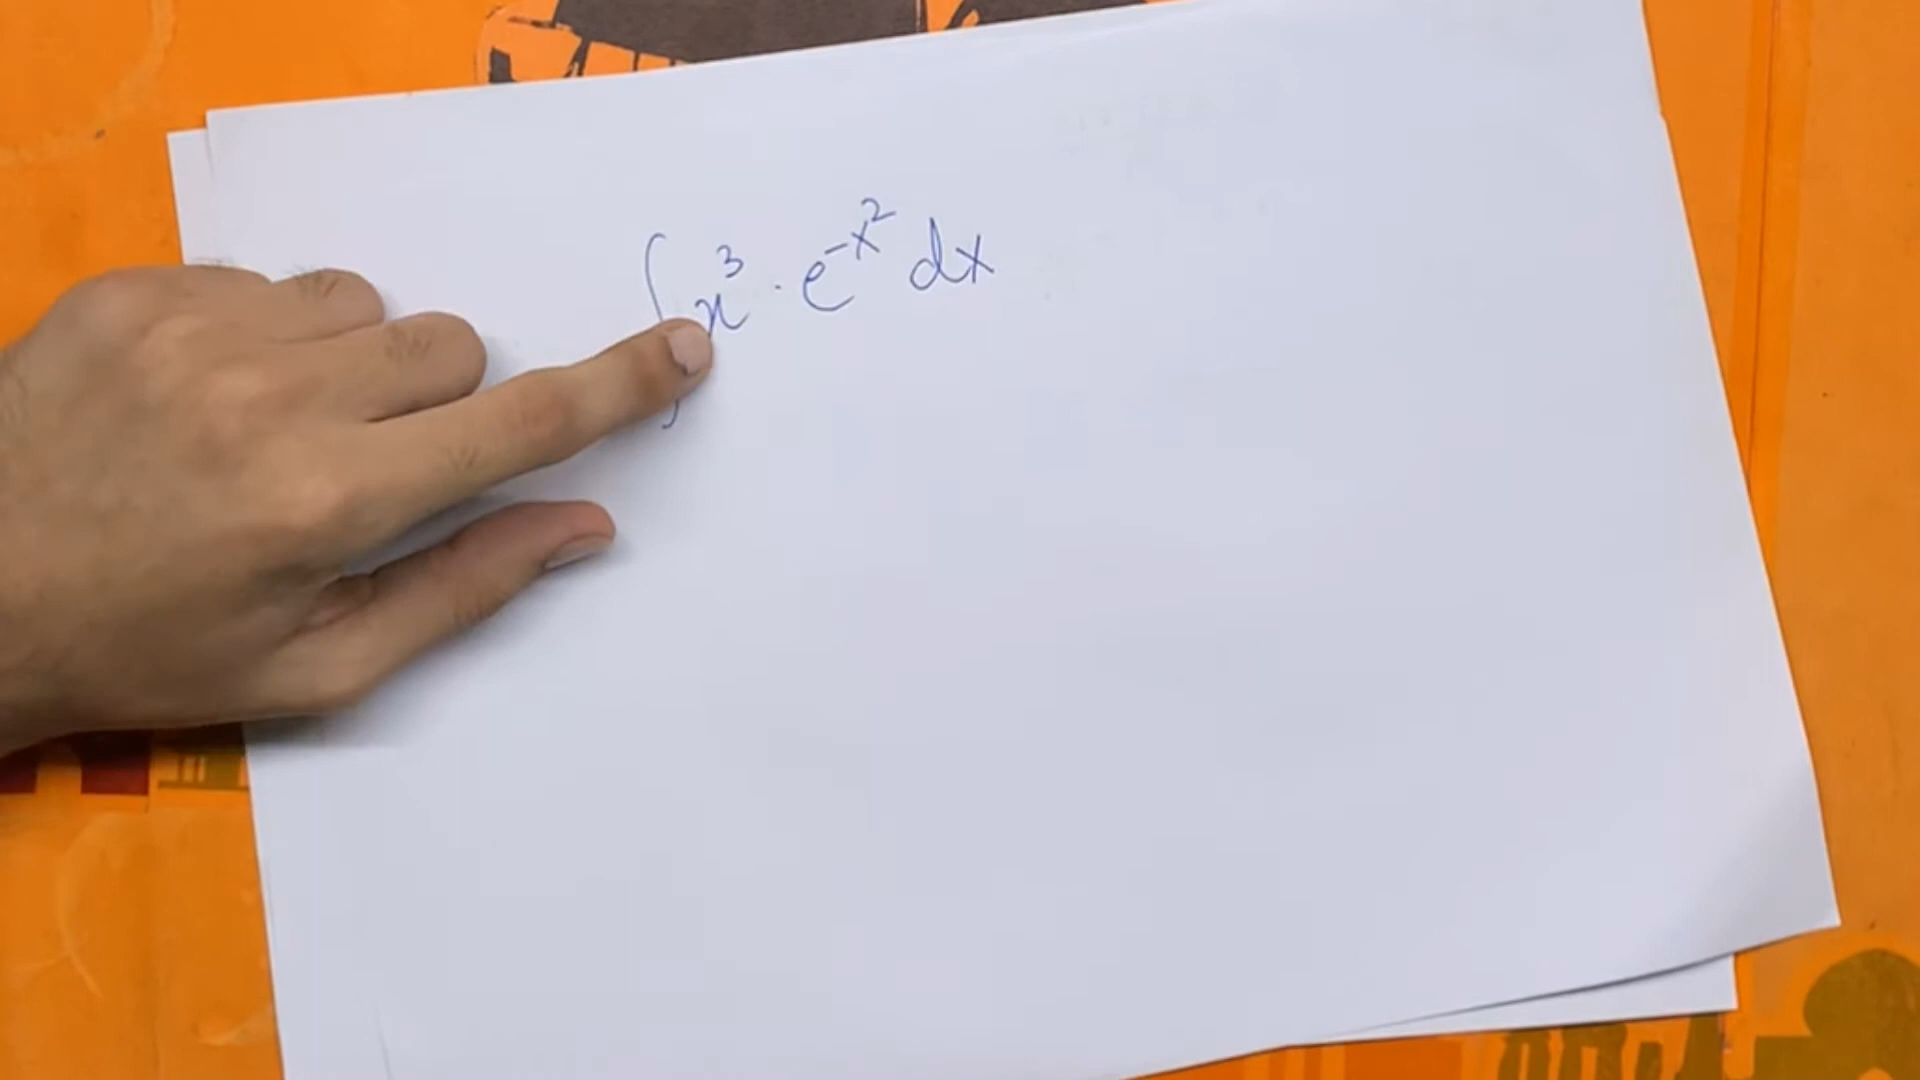 ∫x³ · e^{-x²} dx